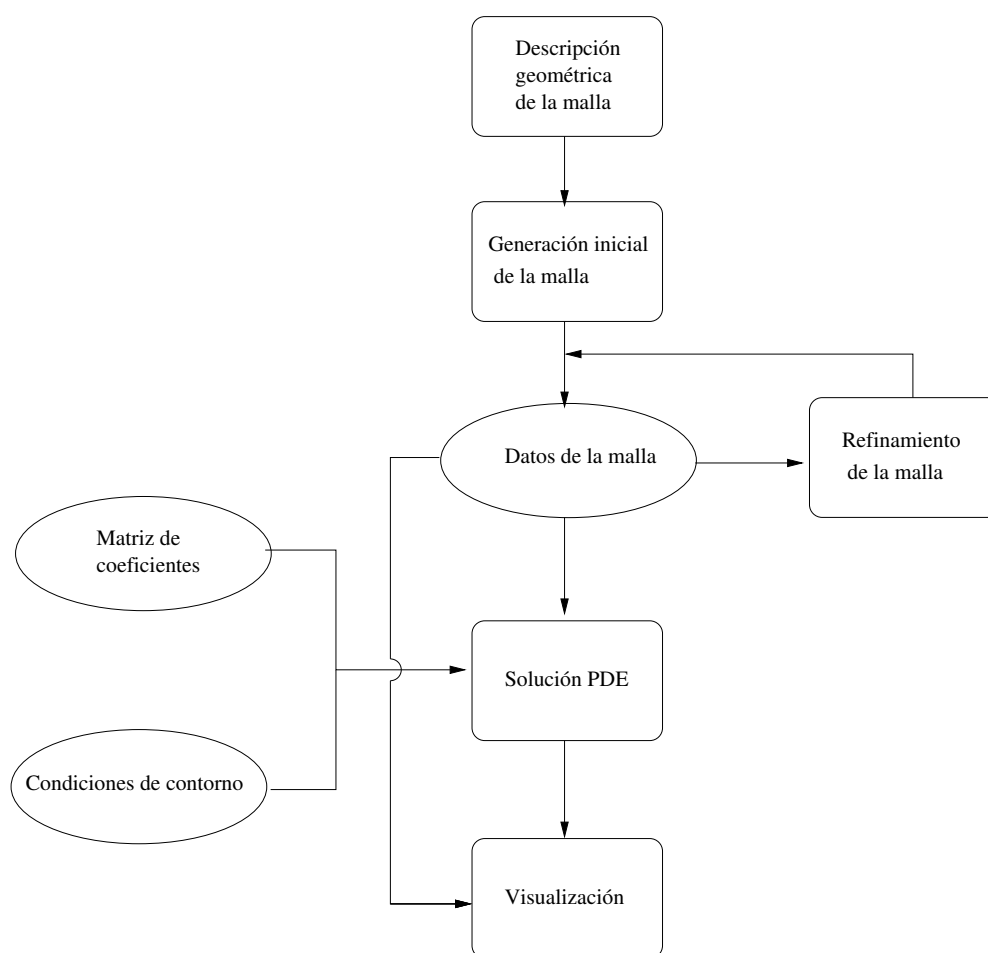 Descripción
geométrica
de la malla
Generación inicial
de la malla
Datos de la malla
Refinamiento
de la malla
Matriz de
coeficientes
Solución PDE
Condiciones de contorno
Visualización